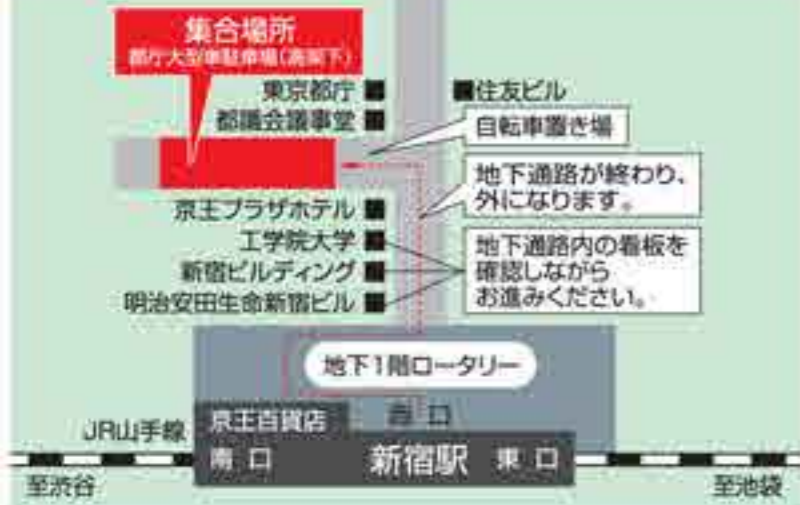 集合場所
都庁大型車駐車場(高架下)
東京都庁
都議会議事堂
住友ビル
自転車置き場
地下通路が終わり、
外になります。
京王プラザホテル
工学院大学
新宿ビルディング
明治安田生命新宿ビル
地下通路内の看板を
確認しながら
お進みください。
地下1階ロータリー
西口
京王百貨店
JR山手線
南口
新宿駅
東口
至渋谷
至池袋